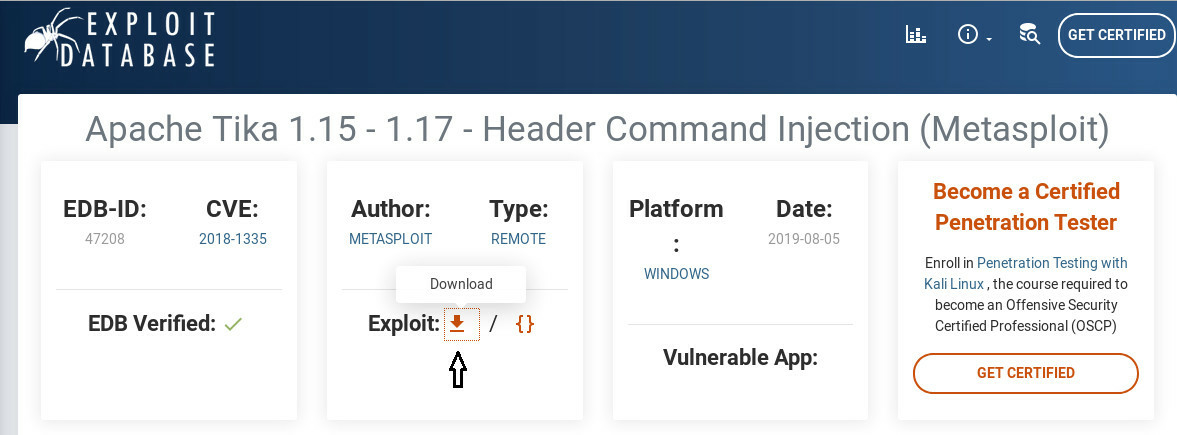 EXPLOIT
DATABASE
GET CERTIFIED
Apache Tika 1.15 - 1.17 - Header Command Injection (Metasploit)
EDB-ID:
47208
CVE:
2018-1335
EDB Verified:
Author:
METASPLOIT
Type:
REMOTE
Download
Exploit: / {}
Platform
:
WINDOWS
Date:
2019-08-05
Vulnerable App:
Become a Certified
Penetration Tester
Enroll in Penetration Testing with
Kali Linux , the course required to
become an Offensive Security
Certified Professional (OSCP)
GET CERTIFIED